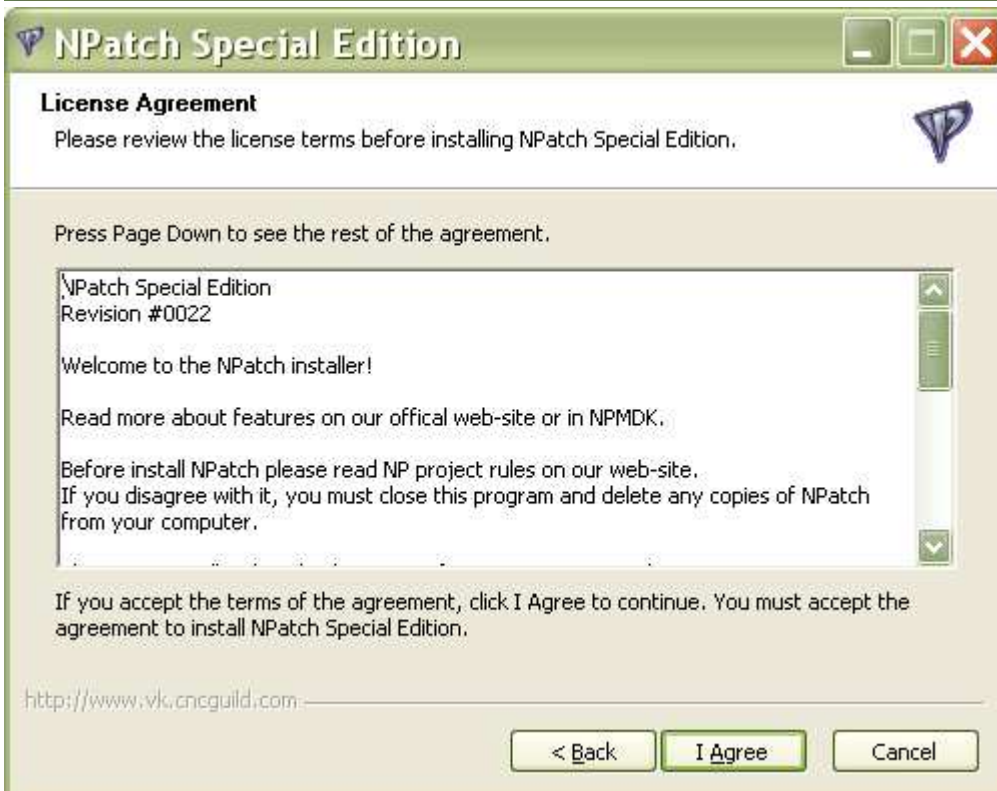 NPatch Special Edition
License Agreement
Please review the license terms before installing NPatch Special Edition.
Press Page Down to see the rest of the agreement.
NPatch Special Edition
Revision #0022
Welcome to the NPatch installer!
Read more about features on our offical web-site or in NPMDK.
Before install NPatch please read NP project rules on our web-site.
If you disagree with it, you must close this program and delete any copies of NPatch
from your computer.
If you accept the terms of the agreement, click I Agree to continue. You must accept the
agreement to install NPatch Special Edition.
http://www.vk.cncguild.com
< Back I Agree Cancel